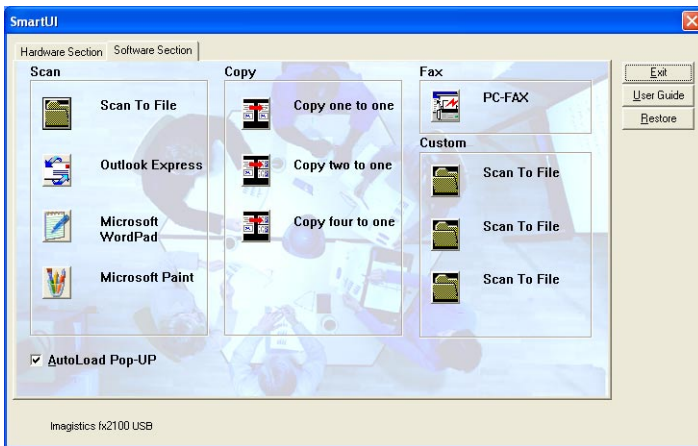 SmartUI
Hardware Section
Software Section
Scan
Scan To File
Outlook Express
Microsoft
WordPad
Microsoft Paint
Copy
Copy one to one
Copy two to one
Copy four to one
Fax
PC-FAX
Custom
Scan To File
Scan To File
Scan To File
Exit
User Guide
Restore
AutoLoad Pop-UP
Imagistics fx2100 USB